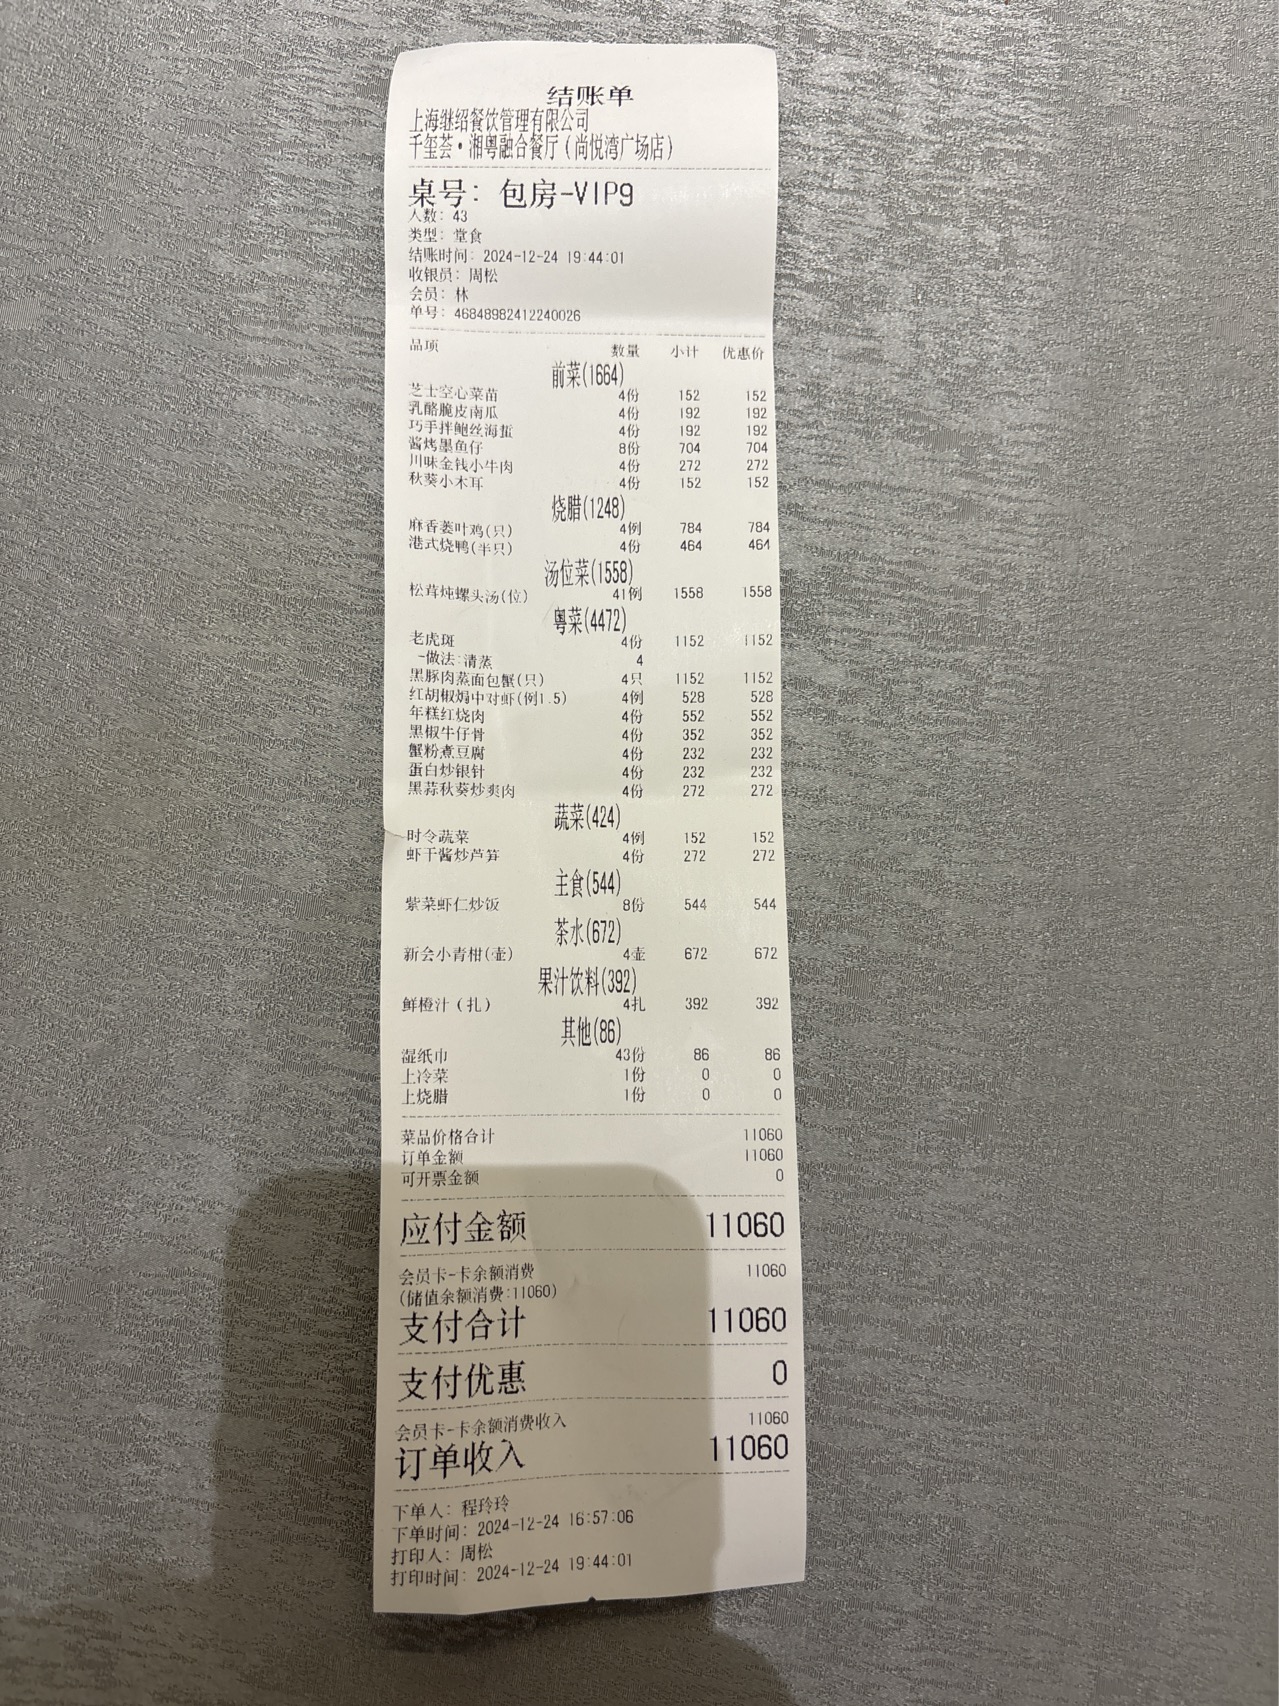 结账单
上海继绍餐饮管理有限公司
千玺荟·湘粤融合餐厅(尚悦湾广场店)
桌号: 包房-VIP9
人数: 43
类型: 堂食
结账时间: 2024-12-24 19:44:01
收银员: 周松
会员: 林
单号: 46848982412240026
品项 数量 小计 优惠价
前菜(1664)
芝士空心菜苗 4份 152 152
乳酪脆皮南瓜 4份 192 192
巧手拌鲍丝海蜇 4份 192 192
酱烤墨鱼仔 8份 704 704
川味金钱小牛肉 4份 272 272
秋葵小木耳 4份 152 152
烧腊(1248)
麻香蒌叶鸡(只) 4例 784 784
港式烧鸭(半只) 4份 464 464
汤位菜(1558)
松茸炖螺头汤(位) 41例 1558 1558
粤菜(4472)
老虎斑 4份 1152 1152
-做法:清蒸 4
黑豚肉蒸面包蟹(只) 4只 1152 1152
红胡椒焗中对虾(例1.5) 4例 528 528
年糕红烧肉 4份 552 552
黑椒牛仔骨 4份 352 352
蟹粉煮豆腐 4份 232 232
蛋白炒银针 4份 232 232
黑蒜秋葵炒爽肉 4份 272 272
蔬菜(424)
时令蔬菜 4例 152 152
虾干酱炒芦笋 4份 272 272
主食(544)
紫菜虾仁炒饭 8份 544 544
茶水(672)
新会小青柑(壶) 4壶 672 672
果汁饮料(392)
鲜橙汁(扎) 4扎 392 392
其他(86)
湿纸巾 43份 86 86
上冷菜 1份 0 0
上烧腊 1份 0 0
菜品价格合计 11060
订单金额 11060
可开票金额 0
应付金额 11060
会员卡-卡余额消费 11060
(储值余额消费:11060)
支付合计 11060
支付优惠 0
会员卡-卡余额消费收入 11060
订单收入 11060
下单人: 程玲玲
下单时间: 2024-12-24 16:57:06
打印人: 周松
打印时间: 2024-12-24 19:44:01